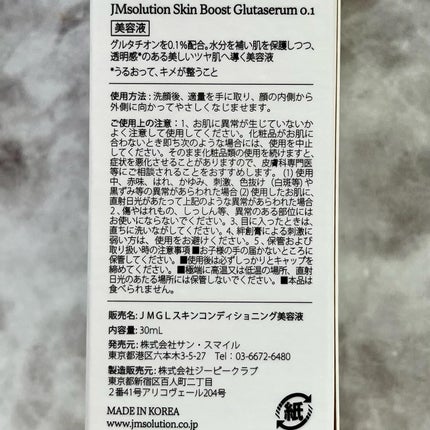 JMsolution Skin Boost Glutaserum 0.1
美容液
グルタチオンを0.1%配合。水分を補い肌を保護しつつ、
透明感*のある美しいツヤ肌へ導く美容液
*うるおって、キメが整うこと
使用方法：洗顔後、適量を手に取り、顔の内側から
外側に向かってやさしくなじませます。
ご使用上の注意：1、お肌に異常が生じていないかよ
く注意して使用してください。化粧品がお肌に
合わないとき即ち次のような場合には、使用を中止
してください。そのまま化粧品類の使用を続けますと、
症状を悪化させることがありますので、皮膚科専門医
等にご相談されることをおすすめします。(1) 使用
中、赤味、はれ、かゆみ、刺激、色抜け（白斑等）や
黒ずみ等の異常があらわれた場合 (2) 使用したお肌に、
直射日光があたって上記のような異常があらわれた場合
2、傷やはれもの、しっしん等、異常のある部位には
お使いにならないでください。3、目に入ったときは、
直ちに洗いながしてください。4、絆創膏による刺激に
弱い方は、使用をお避けください。5、保管および
取り扱い時の注意事項 ■お子様の手の届かないところに
保管してください。■使用後は必ずしっかりとキャップを
締めてください。■極端に高温又は低温の場所、直射
日光のあたる場所には保管しないでください。■本品は
食べられません。
販売名：ＪＭＧＬスキンコンディショニング美容液
内容量：30mL
発売元：株式会社サン・スマイル
東京都港区六本木3-5-27　Tel：03-6672-6480
製造販売元：株式会社ジーピークラブ
東京都新宿区百人町二丁目
２番41号アリコヴェール204号
MADE IN KOREA
www.jmsolution.co.jp
紙